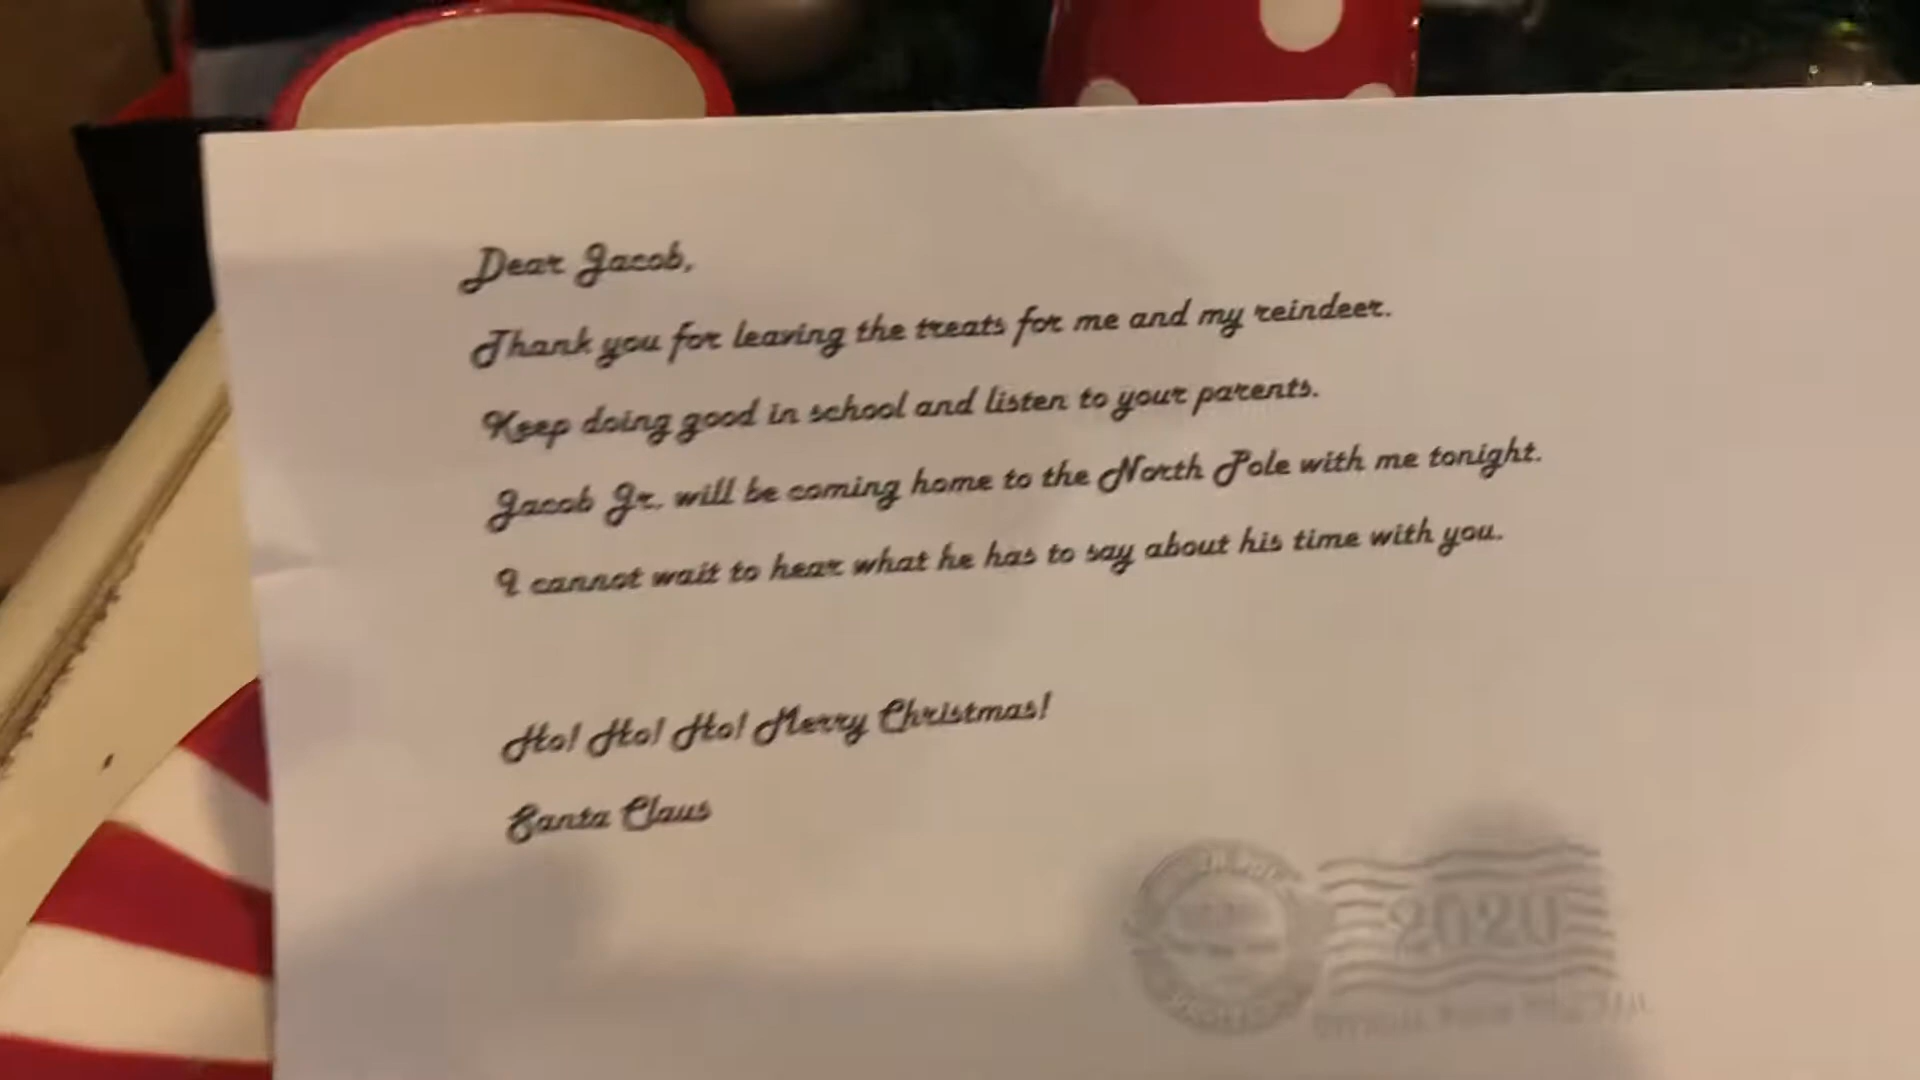 Dear Jacob,
Thank you for leaving the treats for me and my reindeer.
Keep doing good in school and listen to your parents.
Jacob Jr. will be coming home to the North Pole with me tonight.
I cannot wait to hear what he has to say about his time with you.
Ho! Ho! Ho! Merry Christmas!
Santa Claus
2020